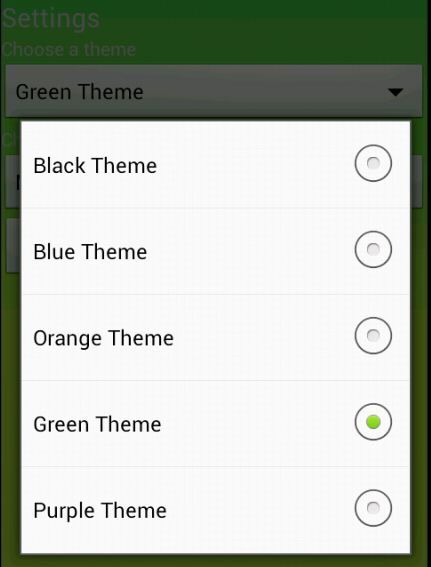 Settings
Choose a theme
Green Theme
Black Theme
Blue Theme
Orange Theme
Green Theme
Purple Theme